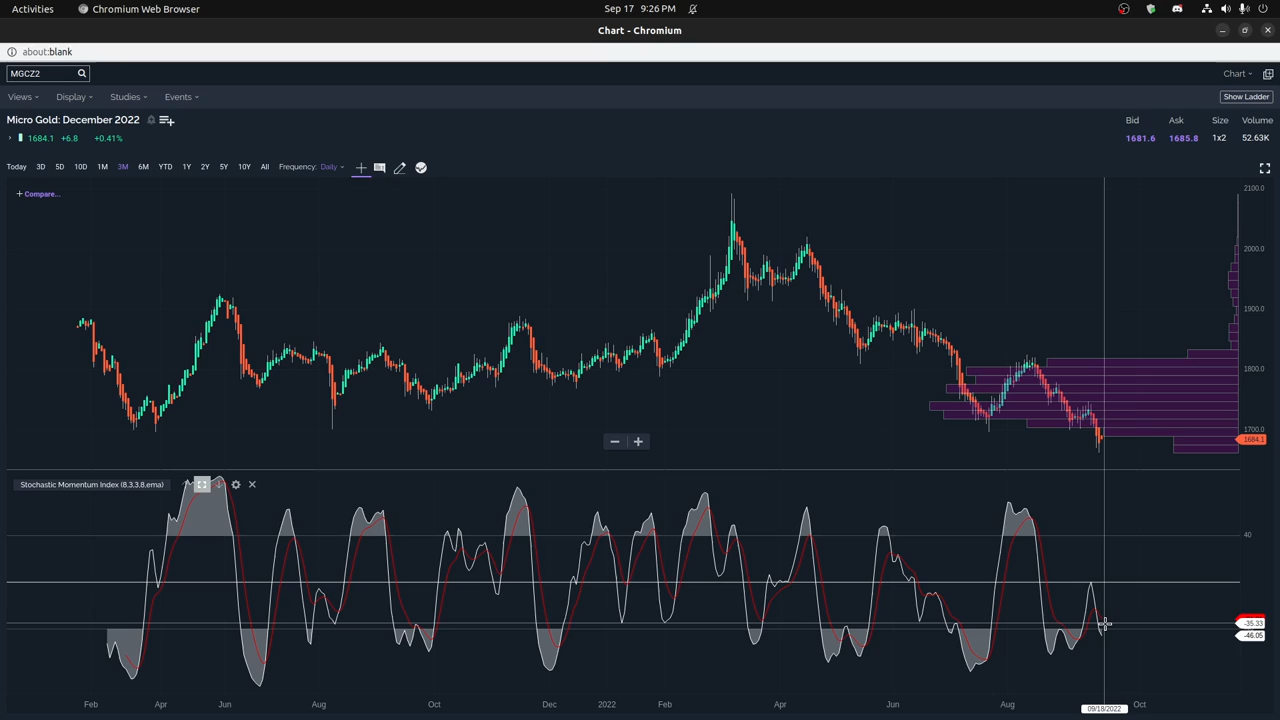 Activities
Chromium Web Browser
Sep 17 9:26 PM
Chart - Chromium
about:blank
MGCZ2
Chart
Views Display Studies Events
Show Ladder
Micro Gold: December 2022
Bid Ask Size Volume
1684.1 +6.8 +0.41%
1681.6 1685.8 1x2 52.63K
Today 3D 5D 10D 1M 3M 6M YTD 1Y 2Y 5Y 10Y All Frequency: Daily
+ Compare...
2100.0
2000.0
1900.0
1800.0
1700.0
1684.1
Stochastic Momentum Index (8.3.3.8.ema)
40
-35.33
-46.05
Feb Apr Jun Aug Oct Dec 2022 Feb Apr Jun Aug Oct
09/18/2022